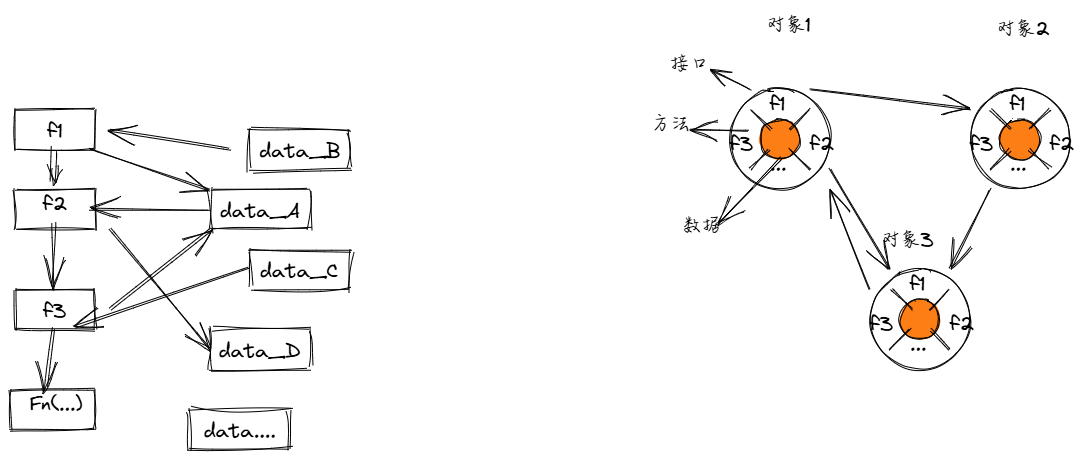 f1
data_B
f2
data_A
data_C
f3
data_D
Fn(...)
data....
对象1
对象2
接口
方法
数据
f1
f3
f2
...
f1
f3
f2
...
对象3
f1
f3
f2
...